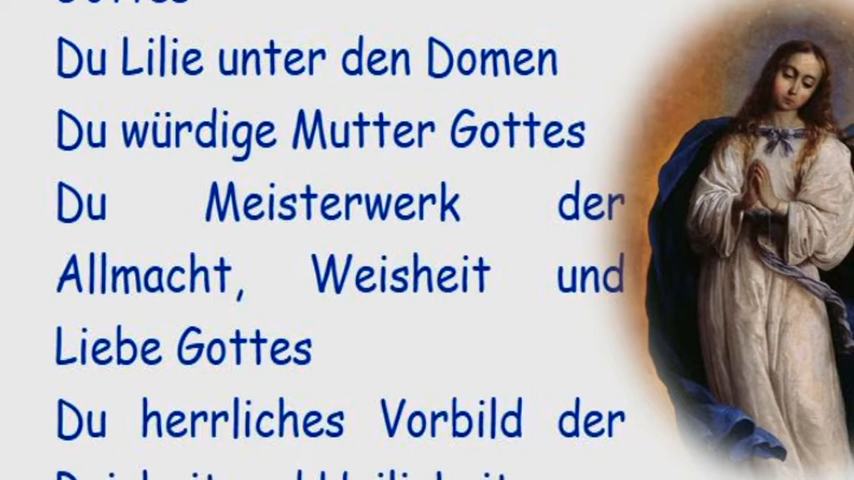 Du Lilie unter den Domen
Du würdige Mutter Gottes
Du Meisterwerk der
Allmacht, Weisheit und
Liebe Gottes
Du herrliches Vorbild der